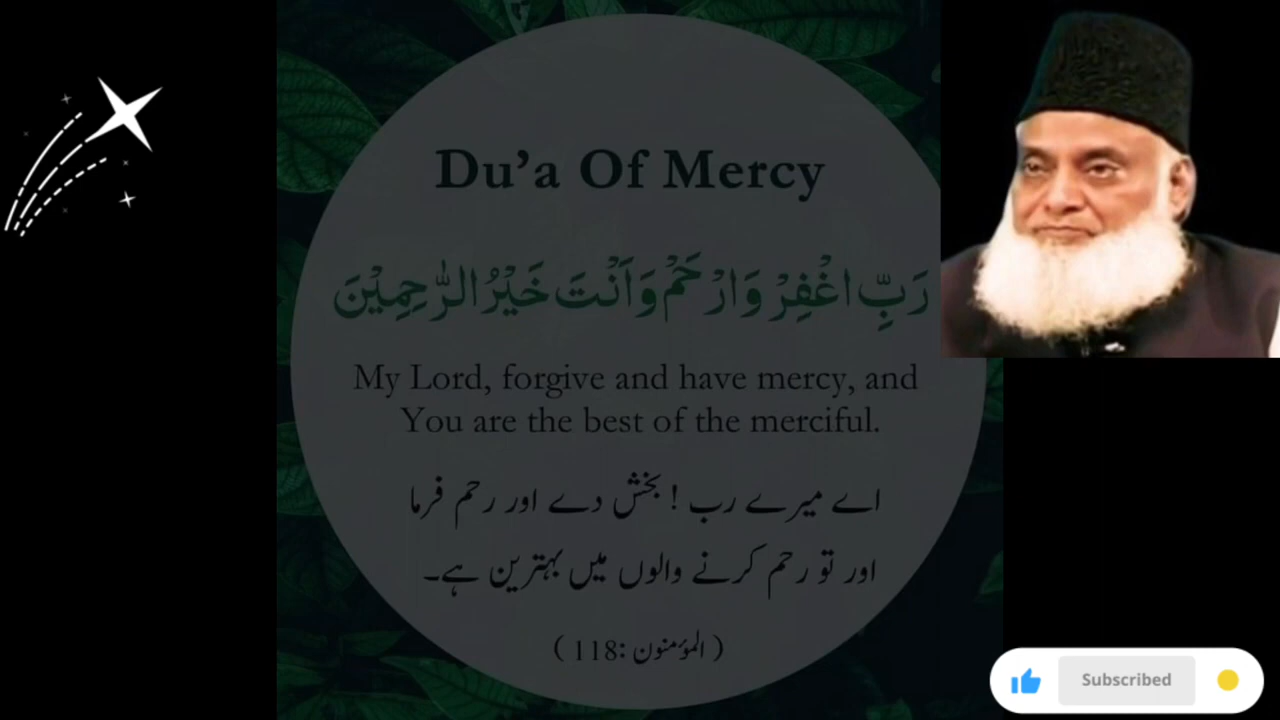 Du'a Of Mercy
رَبِّ اغْفِرْ وَارْحَمْ وَاَنْتَ خَيْرُ الرّٰحِمِيْنَ
My Lord, forgive and have mercy, and
You are the best of the merciful.
اے میرے رب ! بخش دے اور رحم فرما
اور تو رحم کرنے والوں میں بہترین ہے۔
( المؤمنون :118 )
Subscribed